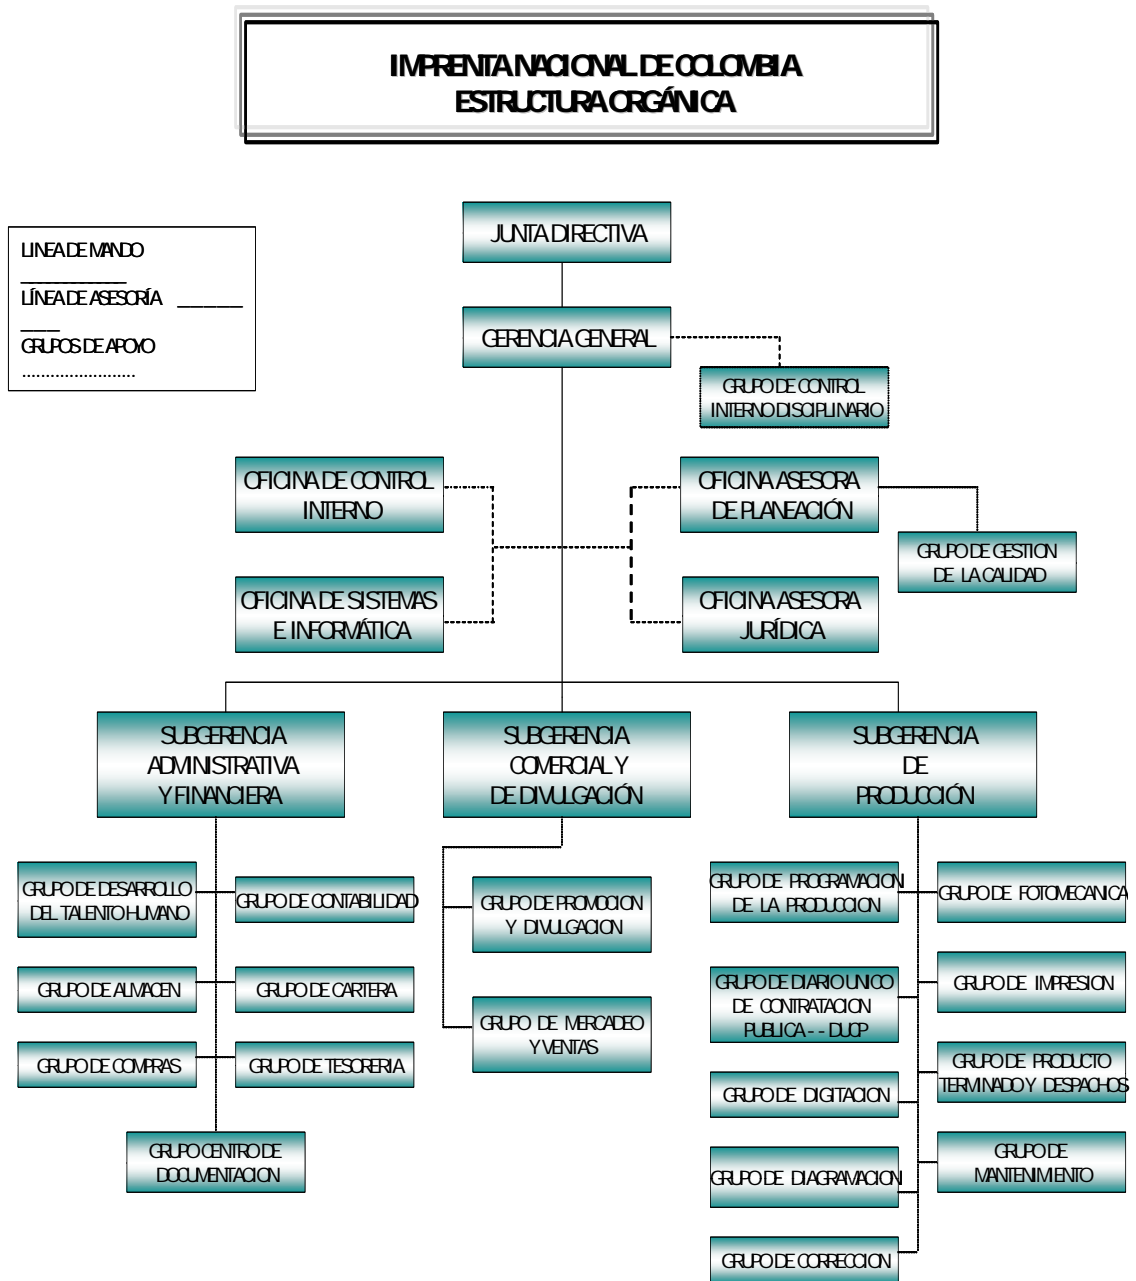 IMPRENTA NACIONAL DE COLOMBIA
ESTRUCTURA ORGÁNICA
LINEA DE MANDO
____________
LÍNEA DE ASESORÍA _____
___
GRUPOS DE APOYO
........................
JUNTA DIRECTIVA
GERENCIA GENERAL
GRUPO DE CONTROL
INTERNO DISCIPLINARIO
OFICINA DE CONTROL
INTERNO
OFICINA ASESORA
DE PLANEACIÓN
GRUPO DE GESTION
DE LA CALIDAD
OFICINA DE SISTEMAS
E INFORMÁTICA
OFICINA ASESORA
JURÍDICA
SUBGERENCIA
ADMINISTRATIVA
Y FINANCIERA
SUBGERENCIA
COMERCIAL Y
DE DIVULGACIÓN
SUBGERENCIA
DE
PRODUCCIÓN
GRUPO DE DESARROLLO
DEL TALENTO HUMANO
GRUPO DE CONTABILIDAD
GRUPO DE ALMACEN
GRUPO DE CARTERA
GRUPO DE COMPRAS
GRUPO DE TESORERIA
GRUPO CENTRO DE
DOCUMENTACION
GRUPO DE PROMOCION
Y DIVULGACION
GRUPO DE MERCADEO
Y VENTAS
GRUPO DE PROGRAMACION
DE LA PRODUCCION
GRUPO DE FOTOMECANICA
GRUPO DE DIARIO UNICO
DE CONTRATACION
PUBLICA - - DUCP
GRUPO DE IMPRESION
GRUPO DE DIGITACION
GRUPO DE PRODUCTO
TERMINADO Y DESPACHOS
GRUPO DE DIAGRAMACION
GRUPO DE
MANTENIMIENTO
GRUPO DE CORRECCION